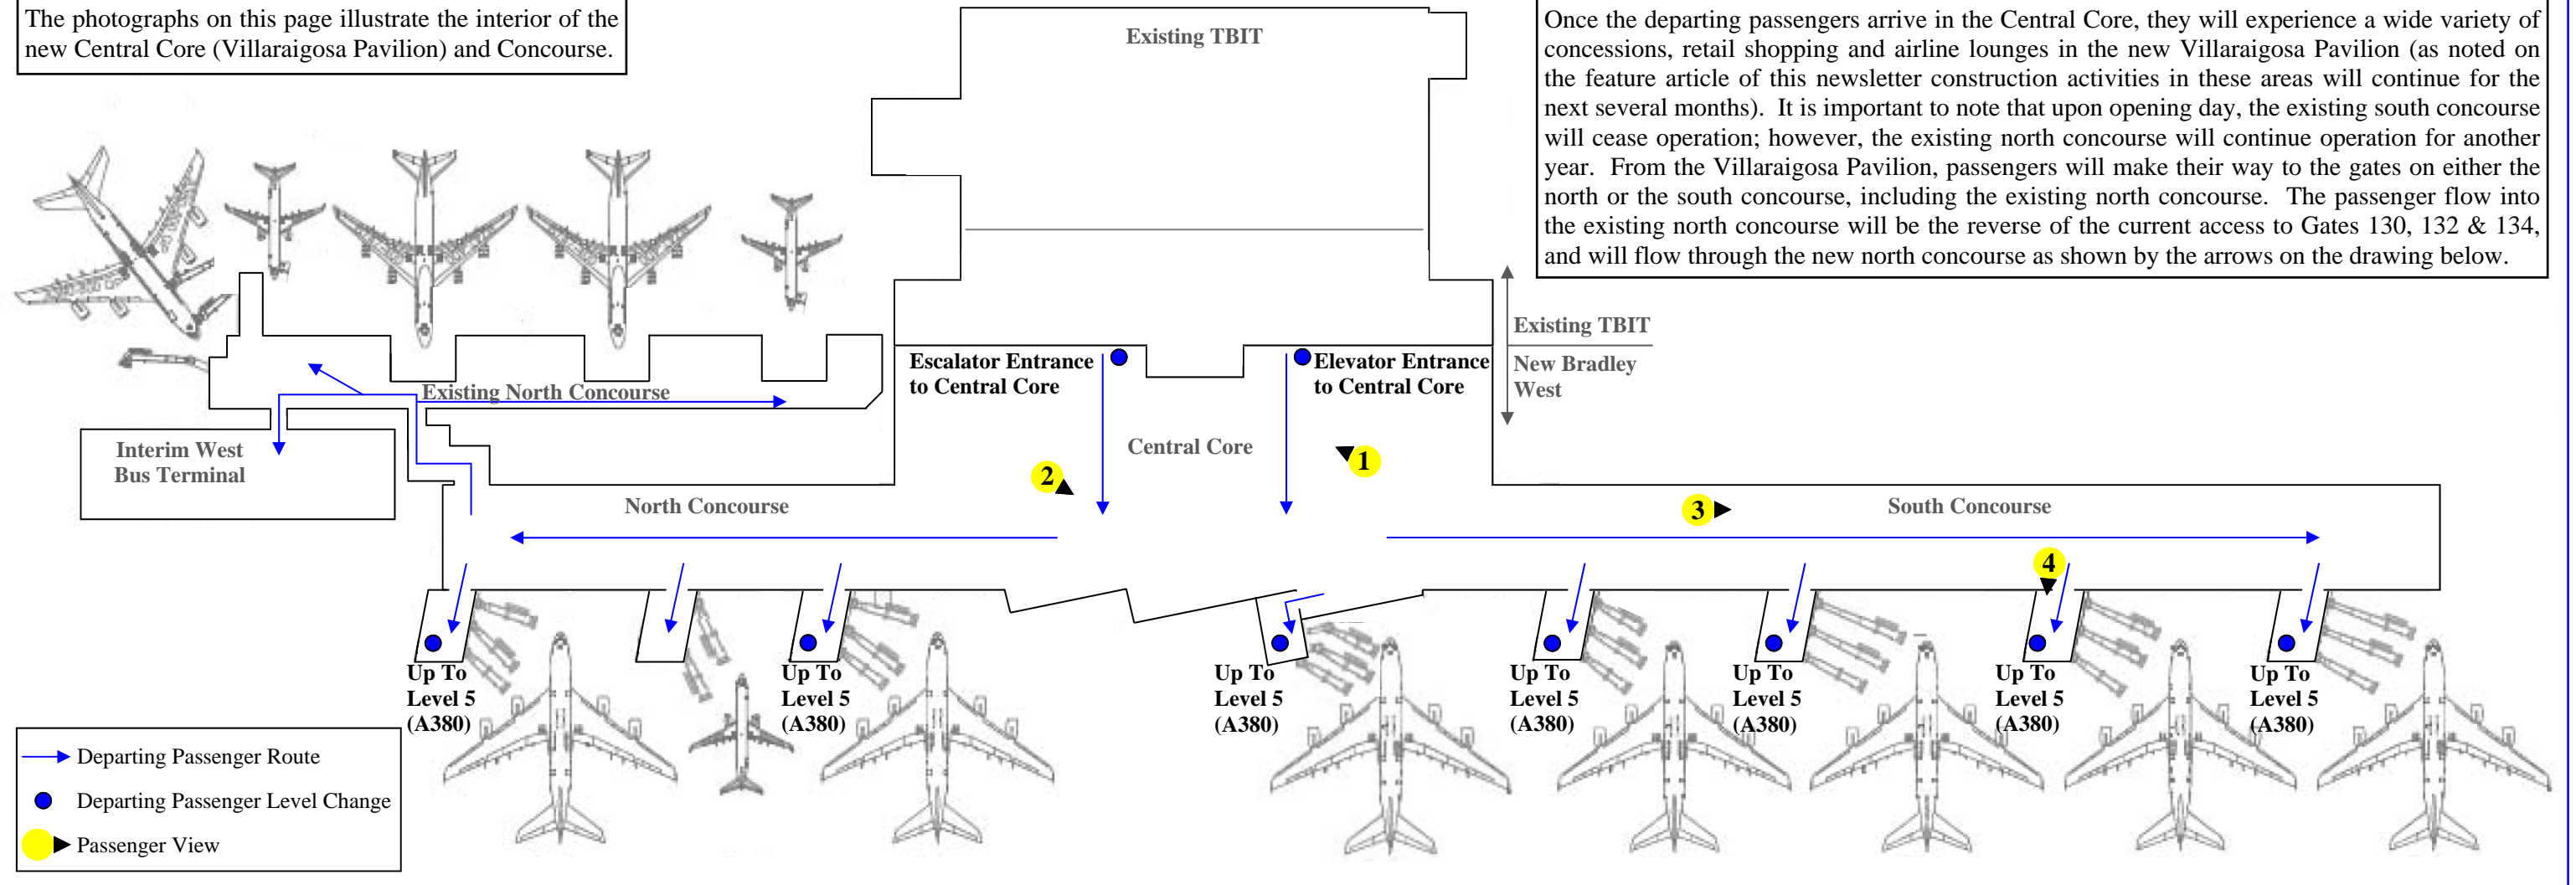 The photographs on this page illustrate the interior of the
new Central Core (Villaraigosa Pavilion) and Concourse.
Existing TBIT
Once the departing passengers arrive in the Central Core, they will experience a wide variety of
concessions, retail shopping and airline lounges in the new Villaraigosa Pavilion (as noted on
the feature article of this newsletter construction activities in these areas will continue for the
next several months). It is important to note that upon opening day, the existing south concourse
will cease operation; however, the existing north concourse will continue operation for another
year. From the Villaraigosa Pavilion, passengers will make their way to the gates on either the
north or the south concourse, including the existing north concourse. The passenger flow into
the existing north concourse will be the reverse of the current access to Gates 130, 132 & 134,
and will flow through the new north concourse as shown by the arrows on the drawing below.
Existing TBIT
New Bradley
West
Escalator Entrance
to Central Core
Elevator Entrance
to Central Core
Existing North Concourse
Interim West
Bus Terminal
Central Core
1
2
North Concourse
3
South Concourse
4
Up To
Level 5
(A380)
Up To
Level 5
(A380)
Up To
Level 5
(A380)
Up To
Level 5
(A380)
Up To
Level 5
(A380)
Up To
Level 5
(A380)
Up To
Level 5
(A380)
Departing Passenger Route
Departing Passenger Level Change
Passenger View